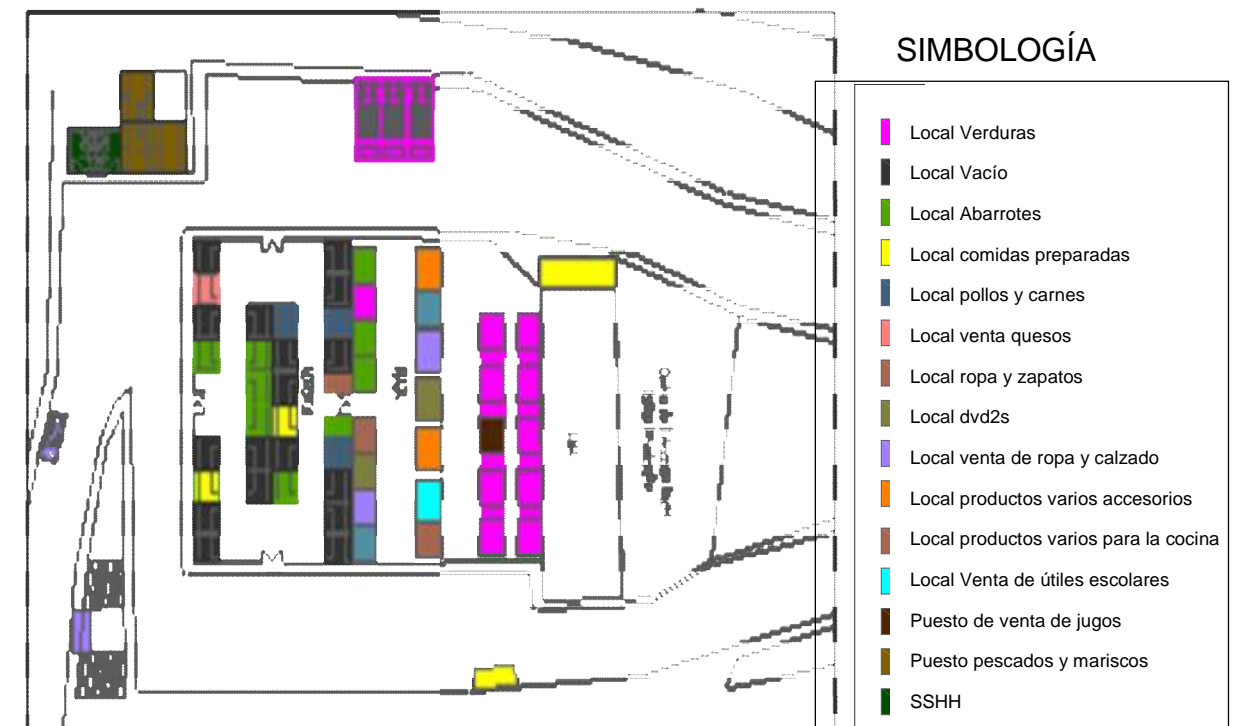 SIMBOLOGÍA
Local Verduras
Local Vacío
Local Abarrotes
Local comidas preparadas
Local pollos y carnes
Local venta quesos
Local ropa y zapatos
Local dvd2s
Local venta de ropa y calzado
Local productos varios accesorios
Local productos varios para la cocina
Local Venta de útiles escolares
Puesto de venta de jugos
Puesto pescados y mariscos
SSHH